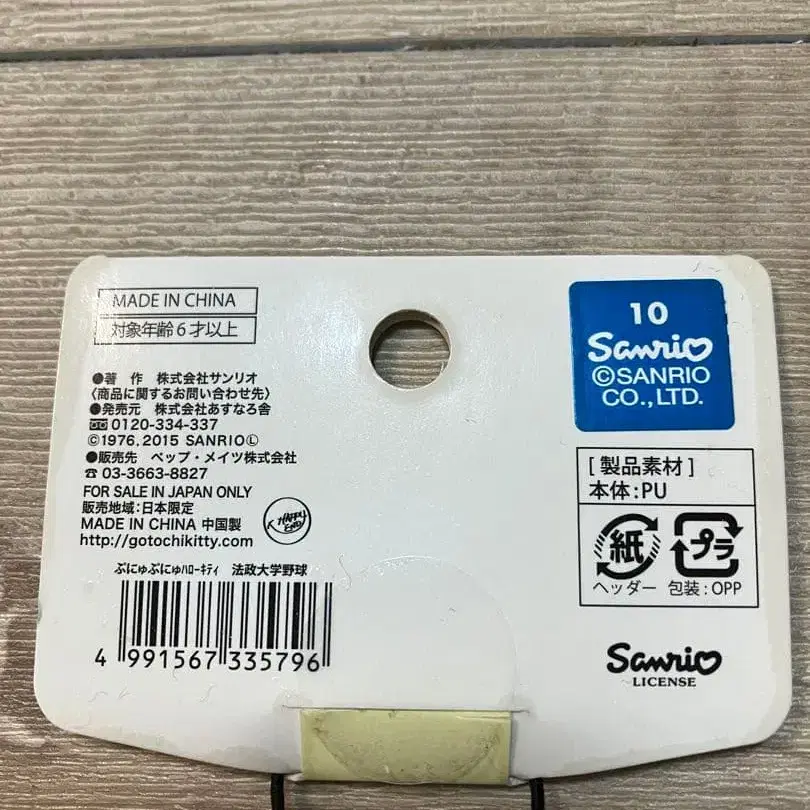 MADE IN CHINA
対象年齢6才以上
●著 作 株式会社サンリオ
〈商品に関するお問い合わせ先〉
●発売元 株式会社あすなろ舎
0120-334-337
©1976, 2015 SANRIOⓁ
●販売先 ペップ・メイツ株式会社
☎ 03-3663-8827
FOR SALE IN JAPAN ONLY
販売地域:日本限定
MADE IN CHINA 中国製
http://gotochikitty.com
HAPPY END
ぷにゅぷにゅハローキティ 法政大学野球
4 991567 335796
10
Sanrio
©SANRIO
CO., LTD.
[製品素材]
本体:PU
紙 プラ
ヘッダー 包装:OPP
Sanrio
LICENSE